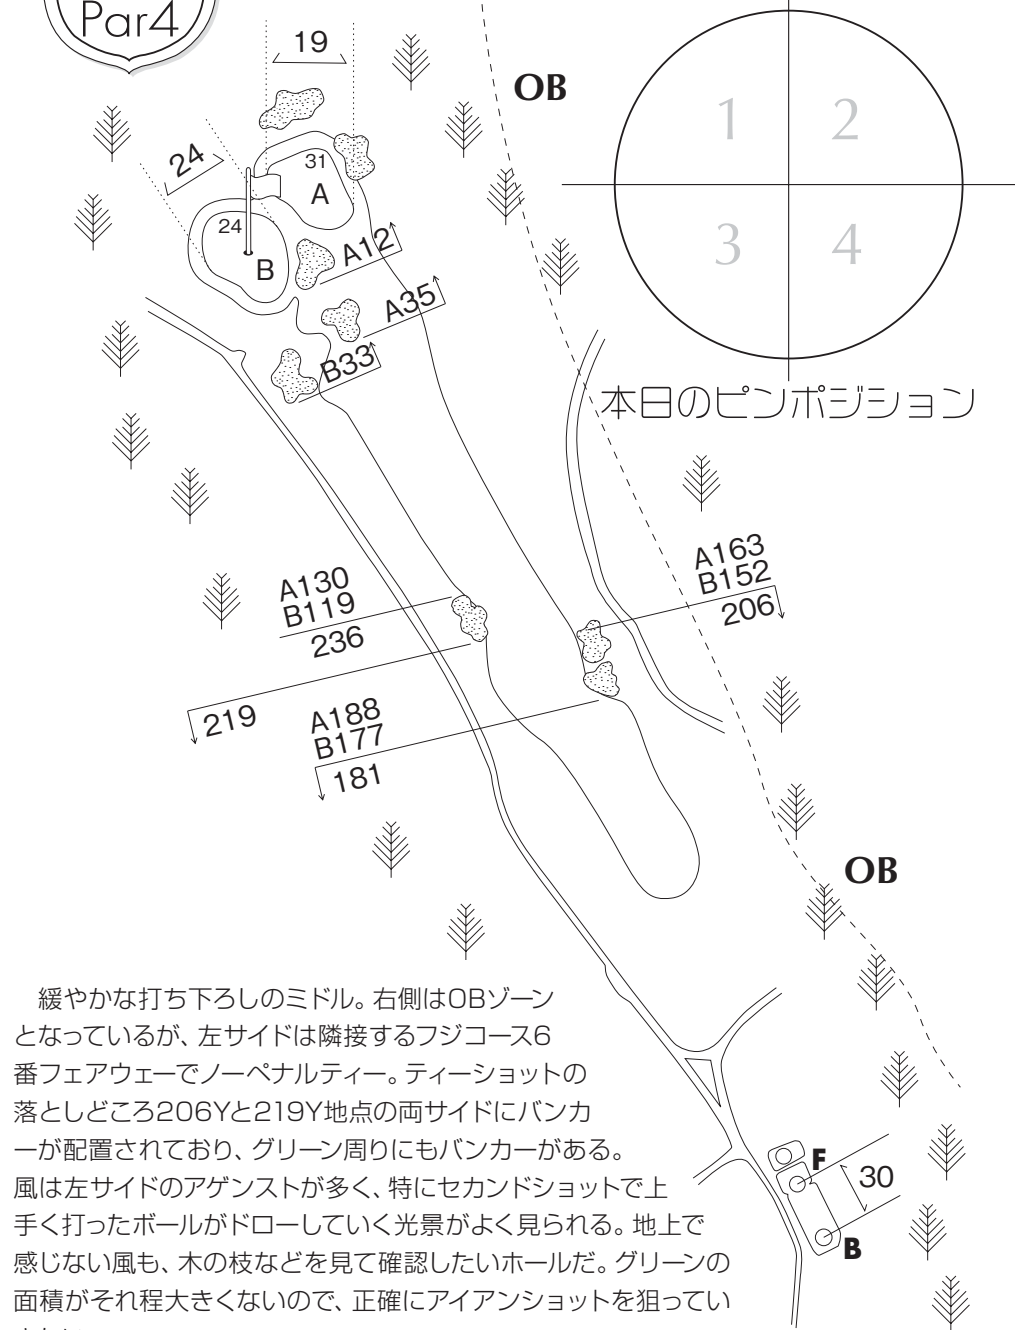 Par4
19
OB
1
2
3
4
24
31
A
24
B
A12
A35
B33
本日のピンポジション
A130
B119
236
A163
B152
206
219
A188
B177
181
OB
緩やかな打ち下ろしのミドル。右側はOBゾーン
となっているが、左サイドは隣接するフジコース6
番フェアウェーでノーペナルティー。ティーショットの
落としどころ206Yと219Y地点の両サイドにバンカ
ーが配置されており、グリーン周りにもバンカーがある。
風は左サイドのアゲンストが多く、特にセカンドショットで上
手く打ったボールがドローしていく光景がよく見られる。地上で
感じない風も、木の枝などを見て確認したいホールだ。グリーンの
面積がそれ程大きくないので、正確にアイアンショットを狙ってい
F
30
B